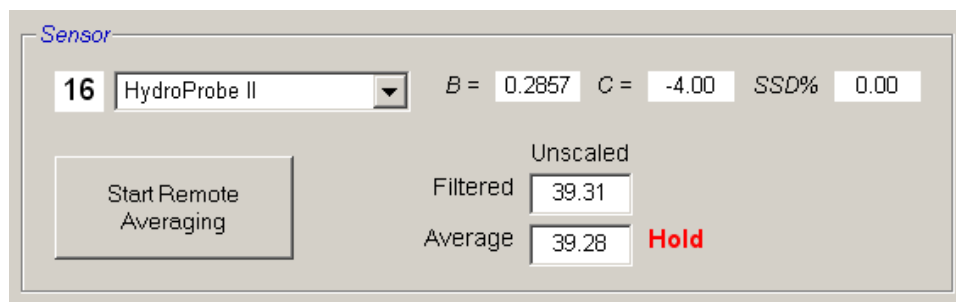 Sensor
16 HydroProbe II B = 0.2857 C = -4.00 SSD% 0.00
Unscaled
Start Remote Averaging
Filtered 39.31
Average 39.28 Hold